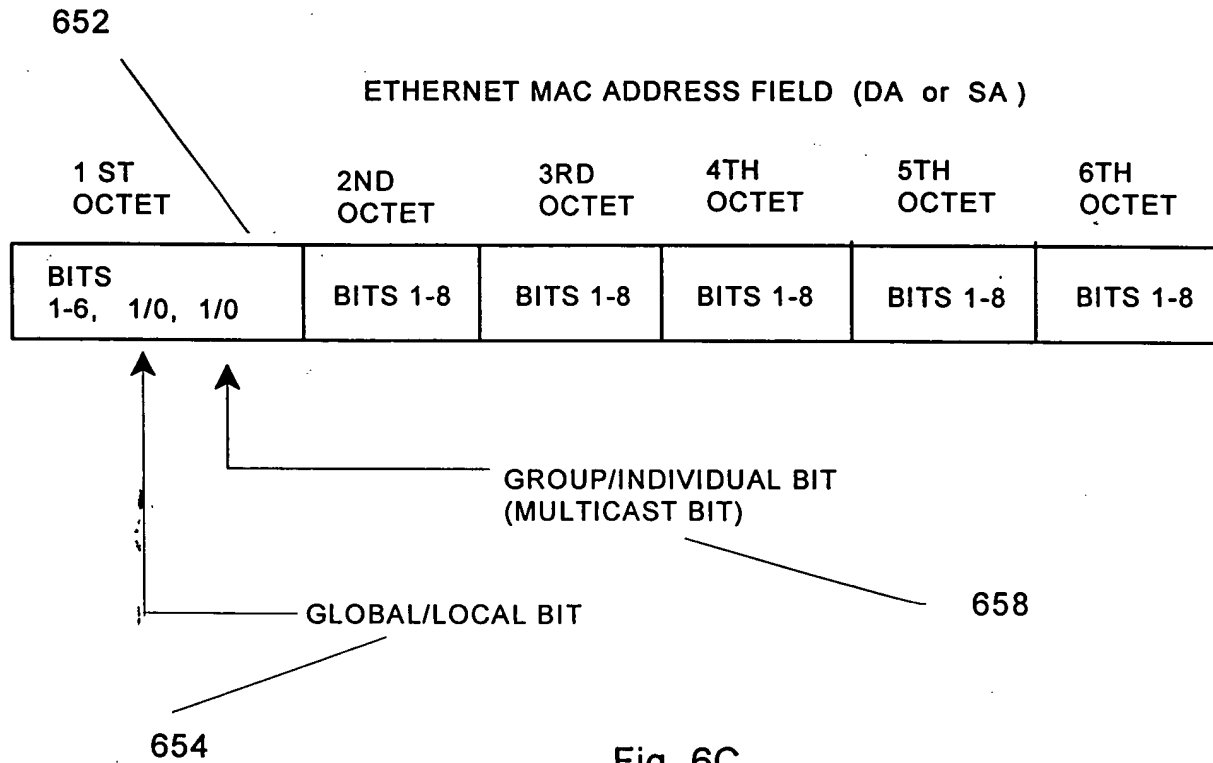 652
ETHERNET MAC ADDRESS FIELD (DA or SA )
1 ST
OCTET
2ND
OCTET
3RD
OCTET
4TH
OCTET
5TH
OCTET
6TH
OCTET
BITS
1-6, 1/0, 1/0
BITS 1-8
BITS 1-8
BITS 1-8
BITS 1-8
BITS 1-8
GROUP/INDIVIDUAL BIT
(MULTICAST BIT)
658
GLOBAL/LOCAL BIT
654
Fig. 6C